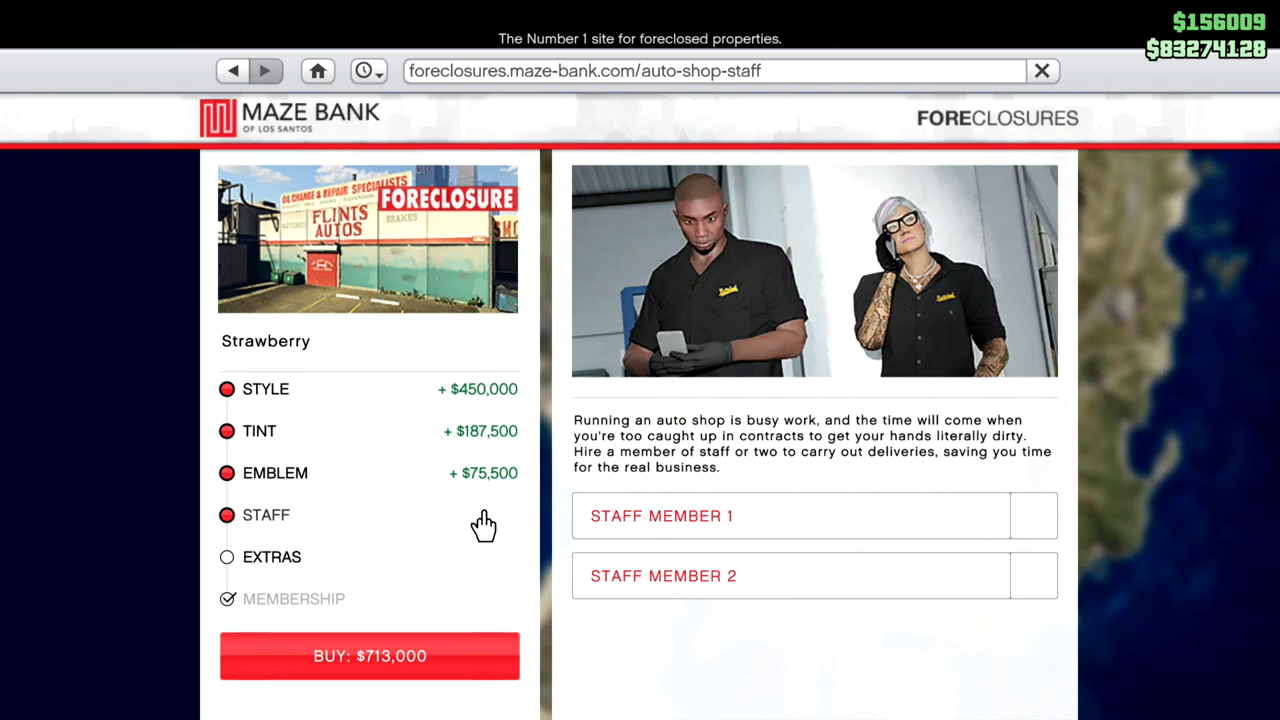 $156009
$83274128
The Number 1 site for foreclosed properties.
foreclosures.maze-bank.com/auto-shop-staff
MAZE BANK
OF LOS SANTOS
FORECLOSURES
OIL CHANGE & REPAIR SPECIALISTS
FORECLOSURE
FLINTS
AUTOS
BRAKES
Strawberry
STYLE + $450,000
TINT + $187,500
EMBLEM + $75,500
STAFF
EXTRAS
MEMBERSHIP
BUY: $713,000
Running an auto shop is busy work, and the time will come when
you're too caught up in contracts to get your hands literally dirty.
Hire a member of staff or two to carry out deliveries, saving you time
for the real business.
STAFF MEMBER 1
STAFF MEMBER 2